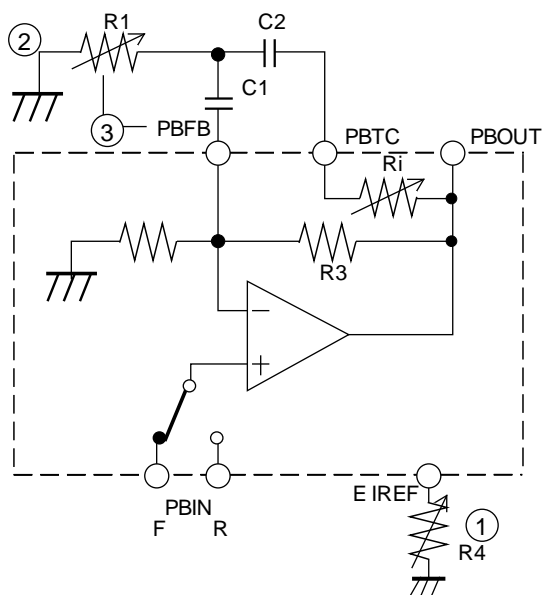 R1
C2
2
C1
3
PBFB
PBTC
PBOUT
Ri
R3
−
+
PBIN
F
R
E IREF
1
R4